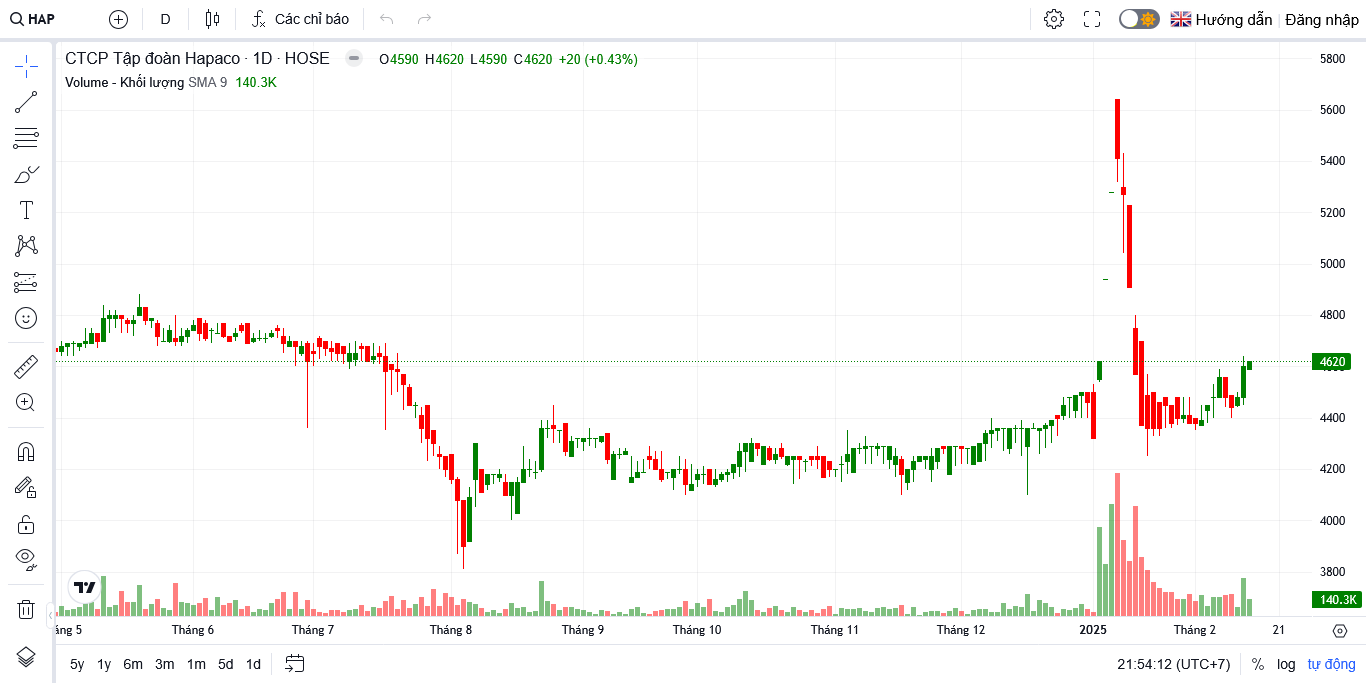 HAP D Các chỉ báo Hướng dẫn Đăng nhập
CTCP Tập đoàn Hapaco · 1D · HOSE O4590 H4620 L4590 C4620 +20 (+0.43%)
Volume - Khối lượng SMA 9 140.3K
5800
5600
5400
5200
5000
4800
4620
4400
4200
4000
3800
140.3K
áng 5 Tháng 6 Tháng 7 Tháng 8 Tháng 9 Tháng 10 Tháng 11 Tháng 12 2025 Tháng 2 21
5y 1y 6m 3m 1m 5d 1d 21:54:12 (UTC+7) % log tự động